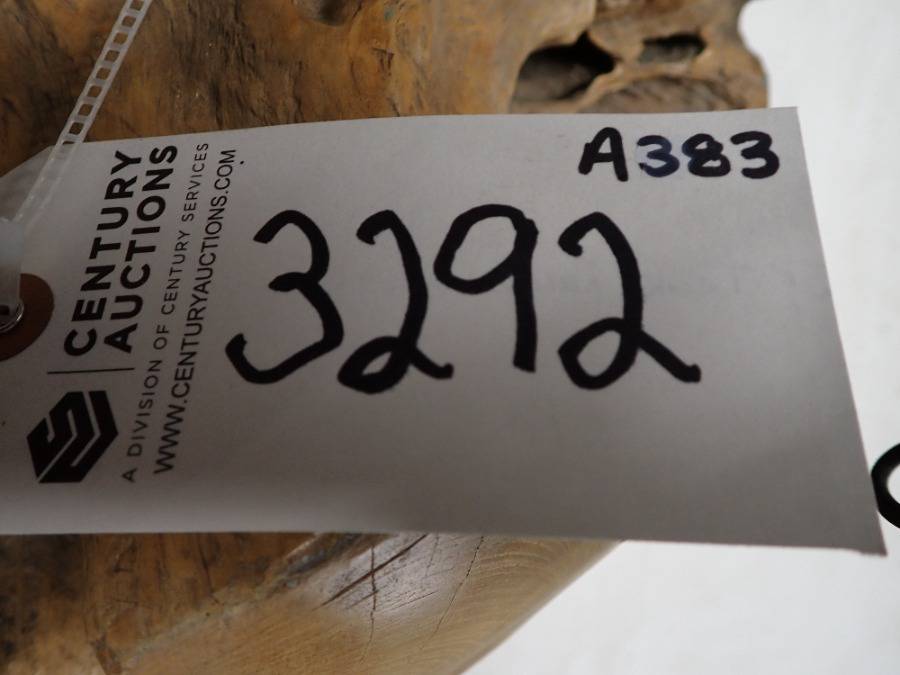 CENTURY
AUCTIONS
A DIVISION OF CENTURY SERVICES
WWW.CENTURYAUCTIONS.COM
A383
3292